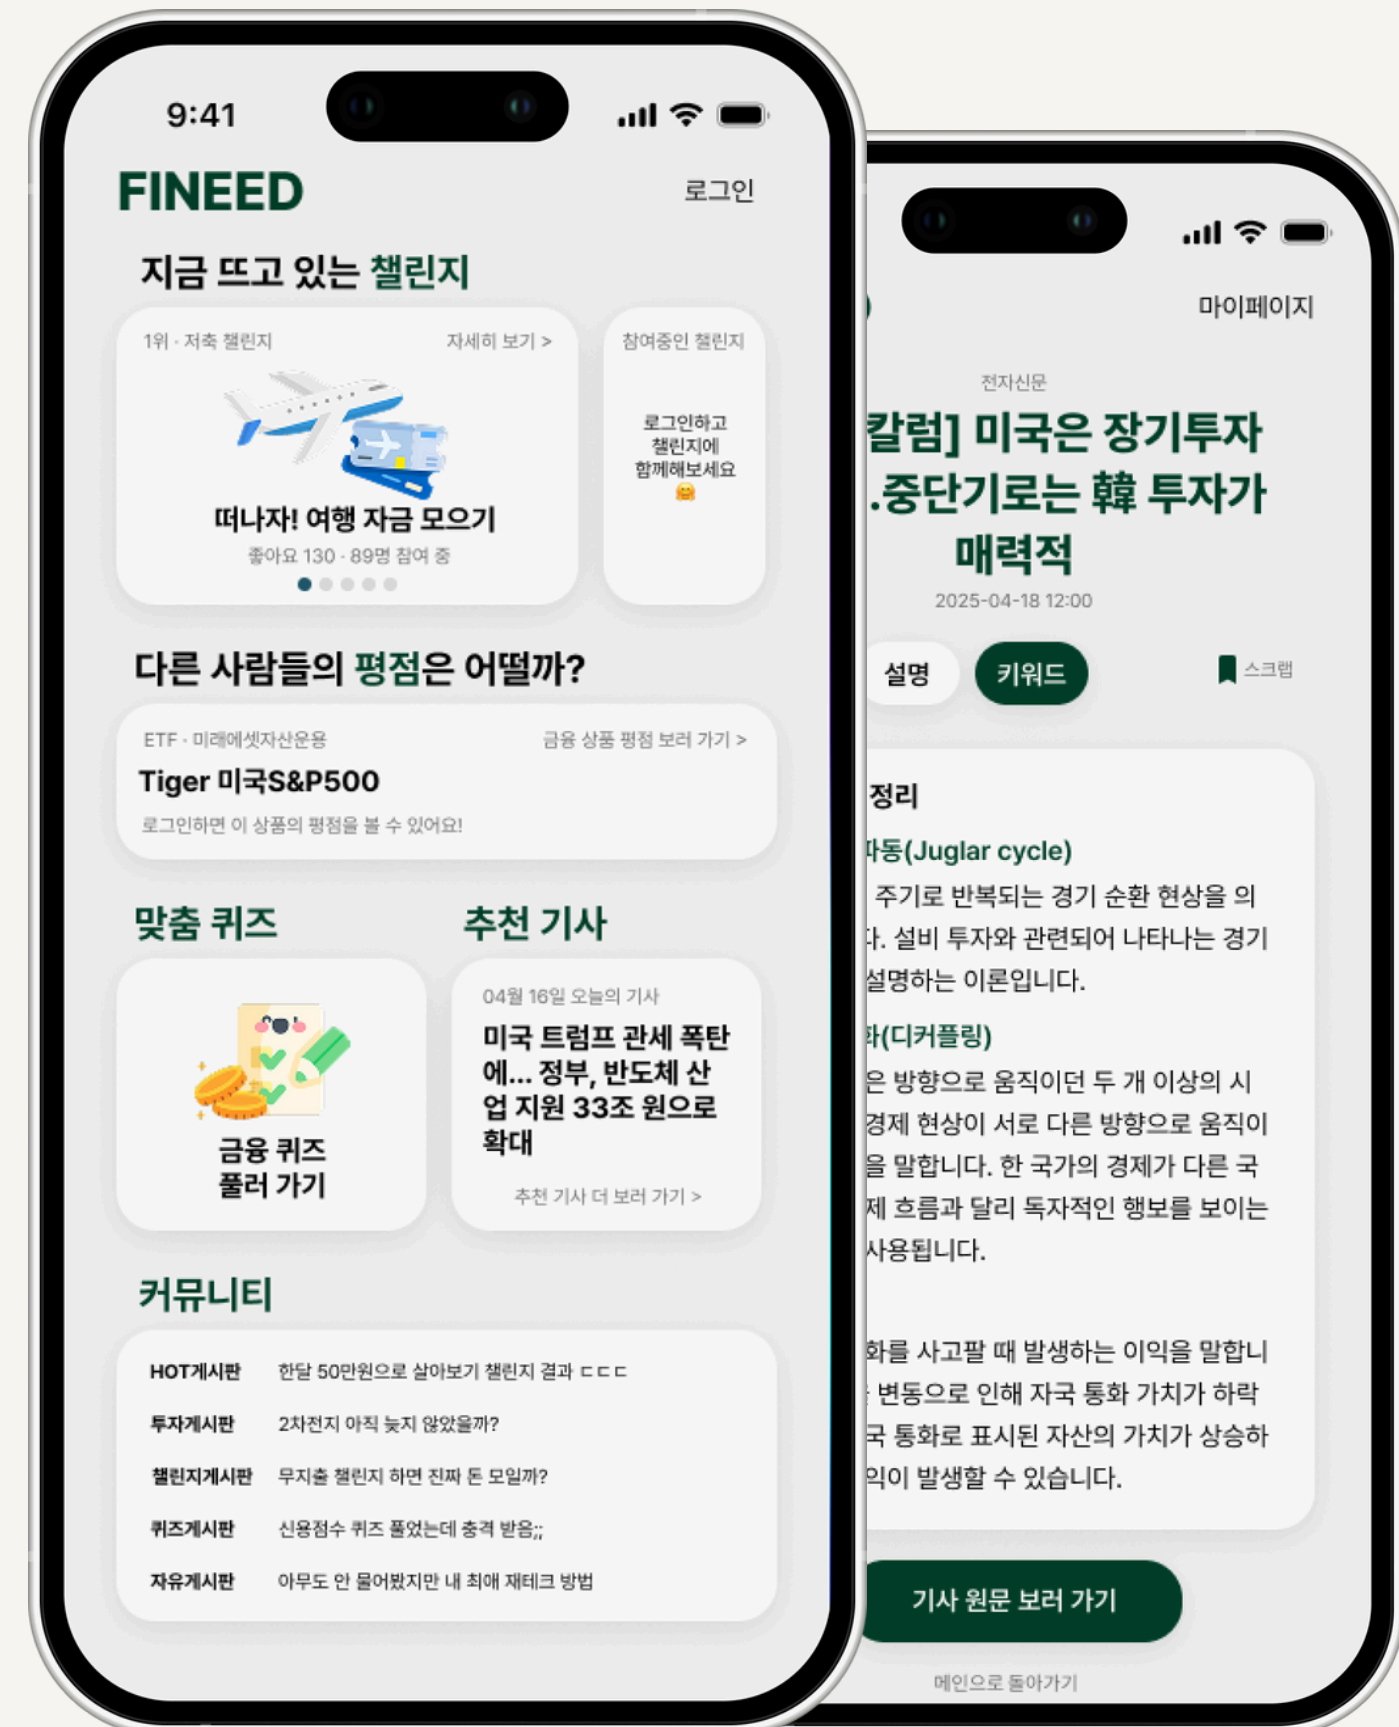 9:41
FINEED
로그인
지금 뜨고 있는 챌린지
1위 · 저축 챌린지
자세히 보기 >
떠나자! 여행 자금 모으기
좋아요 130 · 89명 참여 중
참여중인 챌린지
로그인하고
챌린지에
함께해보세요
다른 사람들의 평점은 어떨까?
ETF · 미래에셋자산운용
금융 상품 평점 보러 가기 >
Tiger 미국S&P500
로그인하면 이 상품의 평점을 볼 수 있어요!
맞춤 퀴즈
금융 퀴즈
풀러 가기
추천 기사
04월 16일 오늘의 기사
미국 트럼프 관세 폭탄
에... 정부, 반도체 산
업 지원 33조 원으로
확대
추천 기사 더 보러 가기 >
커뮤니티
HOT게시판 한달 50만원으로 살아보기 챌린지 결과 ㄷㄷㄷ
투자게시판 2차전지 아직 늦지 않았을까?
챌린지게시판 무지출 챌린지 하면 진짜 돈 모일까?
퀴즈게시판 신용점수 퀴즈 풀었는데 충격 받음;;
자유게시판 아무도 안 물어봤지만 내 최애 재테크 방법
마이페이지
전자신문
칼럼] 미국은 장기투자
.중단기로는 韓 투자가
매력적
2025-04-18 12:00
설명
키워드
스크랩
정리
파동(Juglar cycle)
주기로 반복되는 경기 순환 현상을 의
다. 설비 투자와 관련되어 나타나는 경기
설명하는 이론입니다.
화(디커플링)
은 방향으로 움직이던 두 개 이상의 시
경제 현상이 서로 다른 방향으로 움직이
을 말합니다. 한 국가의 경제가 다른 국
제 흐름과 달리 독자적인 행보를 보이는
사용됩니다.
화를 사고팔 때 발생하는 이익을 말합니
변동으로 인해 자국 통화 가치가 하락
국 통화로 표시된 자산의 가치가 상승하
익이 발생할 수 있습니다.
기사 원문 보러 가기
메인으로 돌아가기